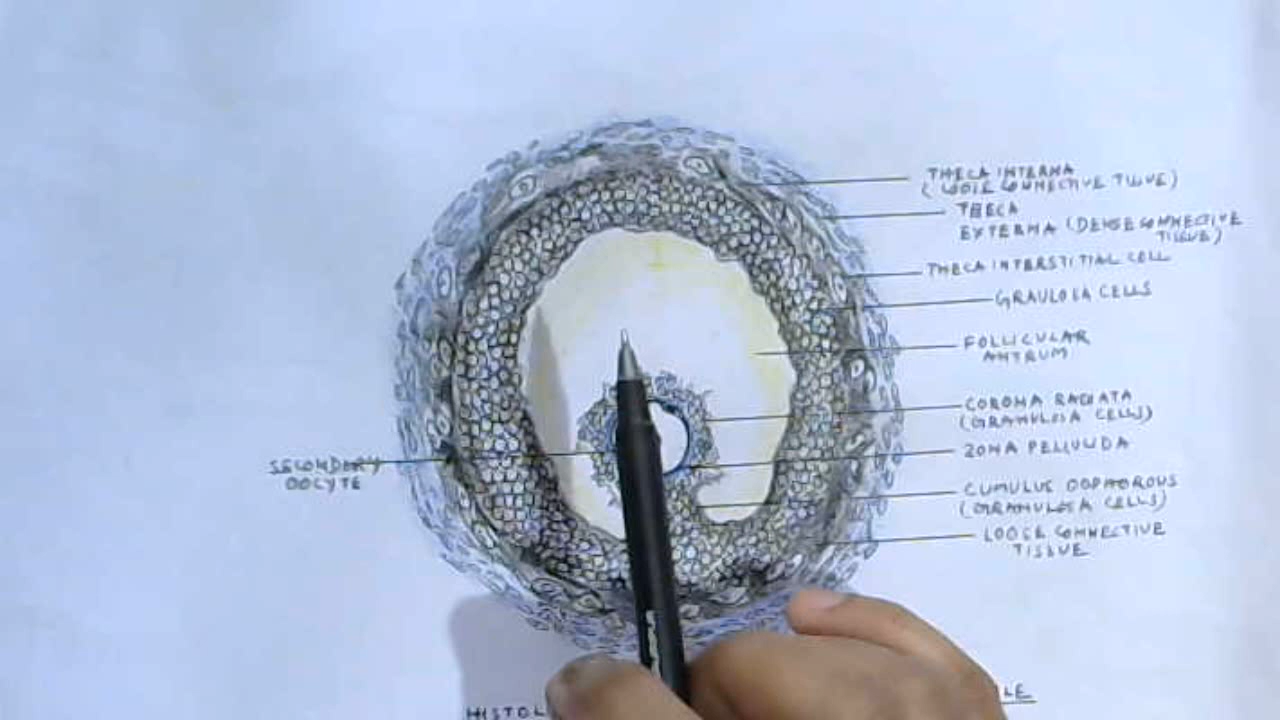 THECA INTERNA
(LOOSE CONNECTIVE TISSUE)
THECA
EXTERNA (DENSE CONNECTIVE
TISSUE)
THECA INTERSTITIAL CELL
GRAULOSA CELLS
FOLLICULAR
ANTRUM
CORONA RADIATA
(GRANULOSA CELLS)
ZONA PELLUUDA
SECONDARY
OOCYTE
CUMULUS OOPHOROUS
(GRANULOSA CELLS)
LOOSE CONNECTIVE
TISSUE